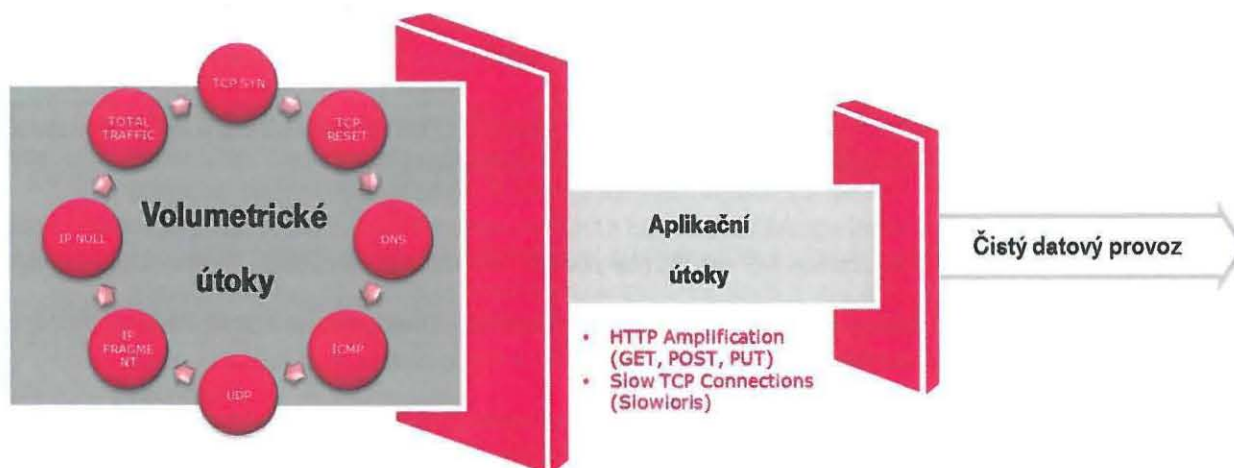 TCP SYN
TCP
RESET
DNS
ICMP
UDP
IP
FRAGME
NT
IP NULL
TOTAL
TRAFFIC
Volumetrické
útoky
Aplikační
útoky
• HTTP Amplification
(GET, POST, PUT)
• Slow TCP Connections
(Slowloris)
Čistý datový provoz